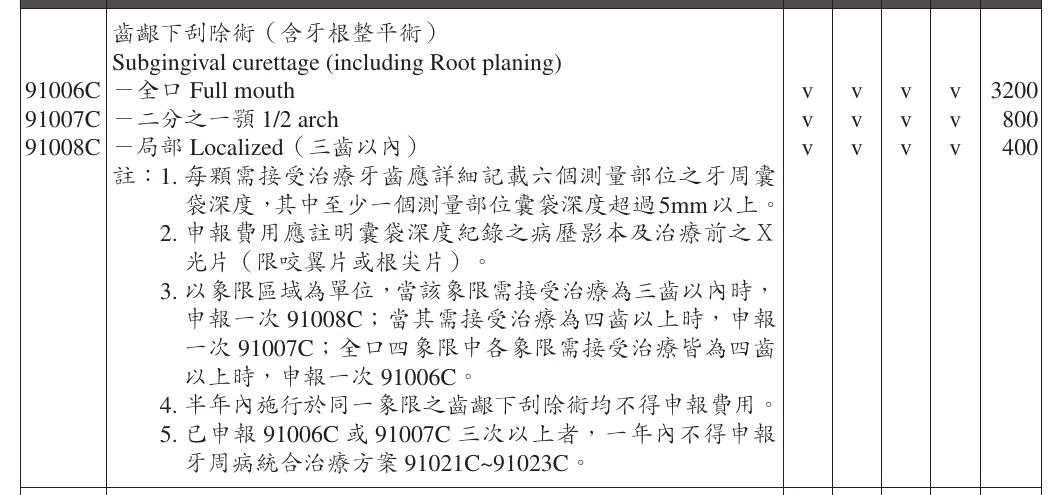 齒齦下刮除術（含牙根整平術）
Subgingival curettage (including Root planing)
91006C －全口 Full mouth v v v v 3200
91007C －二分之一顎 1/2 arch v v v v 800
91008C －局部 Localized（三齒以內） v v v v 400
註：1. 每顆需接受治療牙齒應詳細記載六個測量部位之牙周囊
袋深度，其中至少一個測量部位囊袋深度超過5mm以上。
2. 申報費用應註明囊袋深度紀錄之病歷影本及治療前之X
光片（限咬翼片或根尖片）。
3. 以象限區域為單位，當該象限需接受治療為三齒以內時，
申報一次 91008C；當其需接受治療為四齒以上時，申報
一次 91007C；全口四象限中各象限需接受治療皆為四齒
以上時，申報一次 91006C。
4. 半年內施行於同一象限之齒齦下刮除術均不得申報費用。
5. 已申報 91006C 或 91007C 三次以上者，一年內不得申報
牙周病統合治療方案 91021C~91023C。